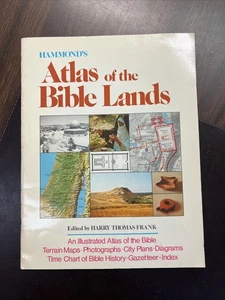 HAMMOND'S
Atlas of the
Bible Lands
Edited by HARRY THOMAS FRANK
An Illustrated Atlas of the Bible
Terrain Maps · Photographs · City Plans · Diagrams
Time Chart of Bible History · Gazetteer · Index